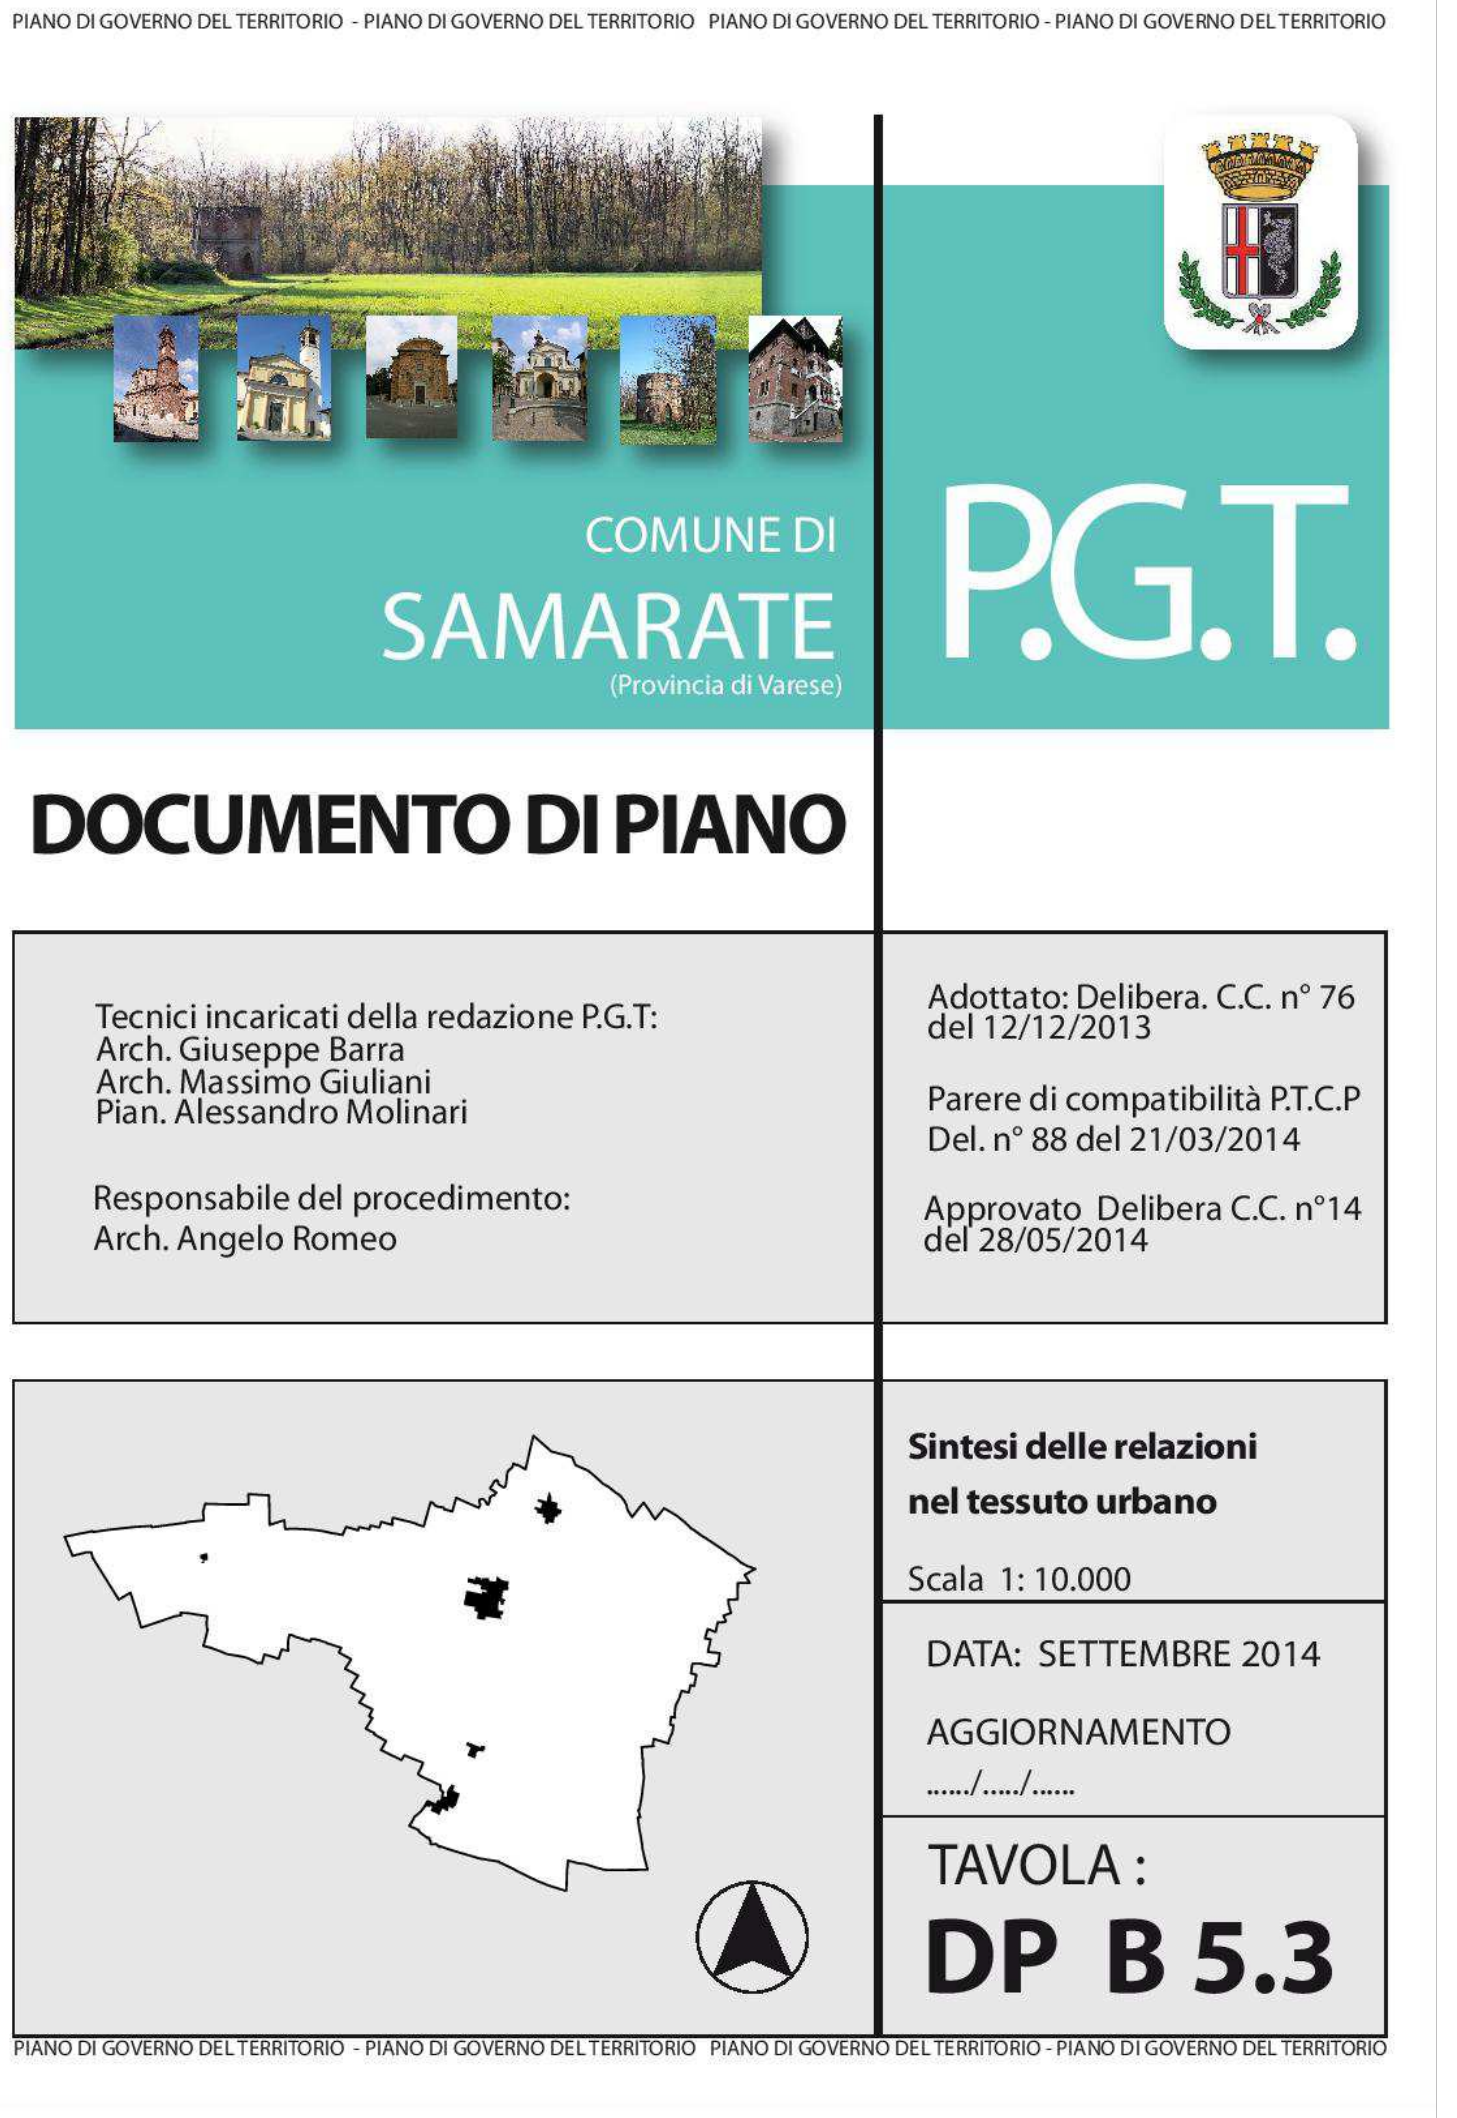 PIANO DI GOVERNO DEL TERRITORIO - PIANO DI GOVERNO DEL TERRITORIO PIANO DI GOVERNO DEL TERRITORIO - PIANO DI GOVERNO DEL TERRITORIO
COMUNE DI
SAMARATE
(Provincia di Varese)
P.G.T.
DOCUMENTO DI PIANO
Tecnici incaricati della redazione P.G.T:
Arch. Giuseppe Barra
Arch. Massimo Giuliani
Pian. Alessandro Molinari
Responsabile del procedimento:
Arch. Angelo Romeo
Adottato: Delibera. C.C. n° 76
del 12/12/2013
Parere di compatibilità P.T.C.P
Del. n° 88 del 21/03/2014
Approvato Delibera C.C. n°14
del 28/05/2014
Sintesi delle relazioni
nel tessuto urbano
Scala 1: 10.000
DATA: SETTEMBRE 2014
AGGIORNAMENTO
....../...../......
TAVOLA :
DP B 5.3
PIANO DI GOVERNO DEL TERRITORIO - PIANO DI GOVERNO DEL TERRITORIO PIANO DI GOVERNO DEL TERRITORIO - PIANO DI GOVERNO DEL TERRITORIO